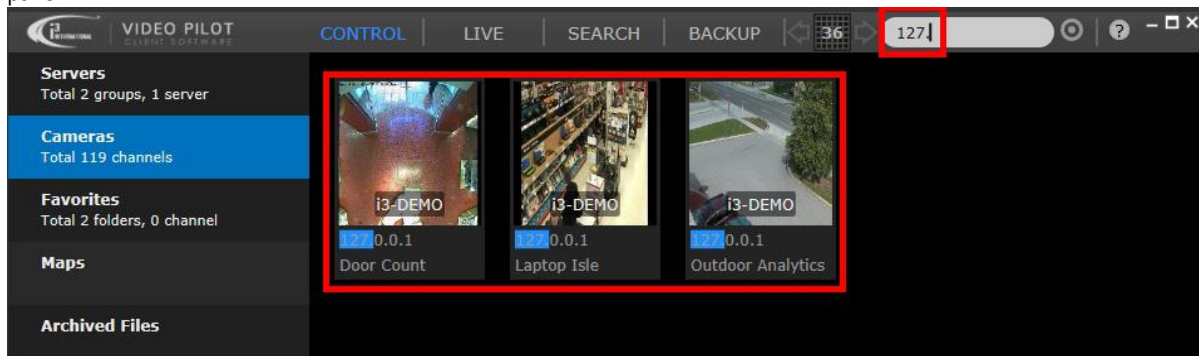 i3 INTERNATIONAL
VIDEO PILOT
CLIENT SOFTWARE
CONTROL
LIVE
SEARCH
BACKUP
36
127.
?
Servers
Total 2 groups, 1 server
Cameras
Total 119 channels
Favorites
Total 2 folders, 0 channel
Maps
Archived Files
i3-DEMO
127.0.0.1
Door Count
i3-DEMO
127.0.0.1
Laptop Isle
i3-DEMO
127.0.0.1
Outdoor Analytics